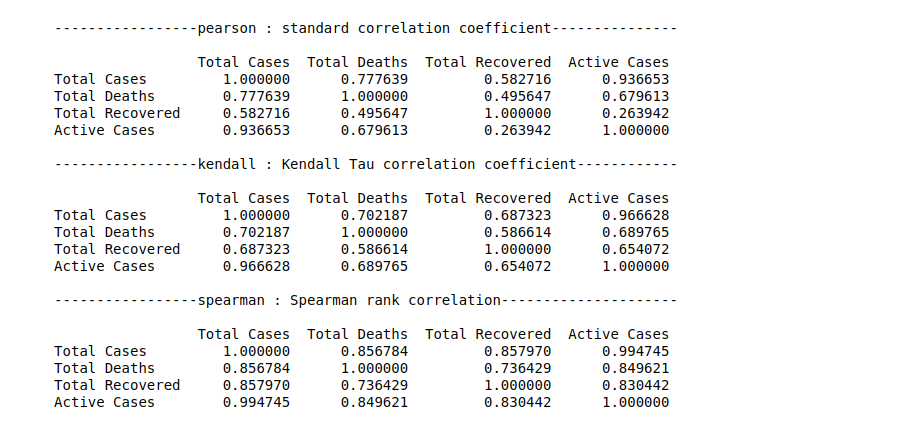 -----------------pearson : standard correlation coefficient---------------
Total Cases  Total Deaths  Total Recovered  Active Cases
Total Cases         1.000000      0.777639         0.582716      0.936653
Total Deaths        0.777639      1.000000         0.495647      0.679613
Total Recovered     0.582716      0.495647         1.000000      0.263942
Active Cases        0.936653      0.679613         0.263942      1.000000
-----------------kendall : Kendall Tau correlation coefficient------------
Total Cases  Total Deaths  Total Recovered  Active Cases
Total Cases         1.000000      0.702187         0.687323      0.966628
Total Deaths        0.702187      1.000000         0.586614      0.689765
Total Recovered     0.687323      0.586614         1.000000      0.654072
Active Cases        0.966628      0.689765         0.654072      1.000000
-----------------spearman : Spearman rank correlation---------------------
Total Cases  Total Deaths  Total Recovered  Active Cases
Total Cases         1.000000      0.856784         0.857970      0.994745
Total Deaths        0.856784      1.000000         0.736429      0.849621
Total Recovered     0.857970      0.736429         1.000000      0.830442
Active Cases        0.994745      0.849621         0.830442      1.000000